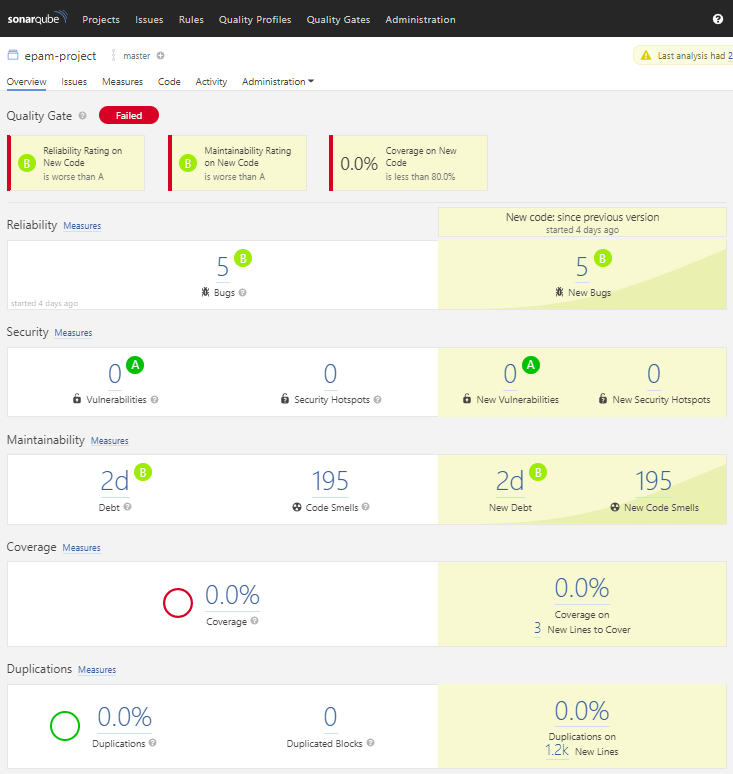 sonarqube Projects Issues Rules Quality Profiles Quality Gates Administration ?
epam-project master Last analysis had 2
Overview Issues Measures Code Activity Administration
Quality Gate ? Failed
B Reliability Rating on New Code is worse than A
B Maintainability Rating on New Code is worse than A
0.0% Coverage on New Code is less than 80.0%
Reliability Measures
New code: since previous version
started 4 days ago
5 B
Bugs ?
started 4 days ago
5 B
New Bugs
Security Measures
0 A
Vulnerabilities ?
0
Security Hotspots ?
0 A
New Vulnerabilities
0
New Security Hotspots
Maintainability Measures
2d B
Debt ?
195
Code Smells ?
2d B
New Debt
195
New Code Smells
Coverage Measures
0.0%
Coverage ?
0.0%
Coverage on
3 New Lines to Cover
Duplications Measures
0.0%
Duplications ?
0
Duplicated Blocks ?
0.0%
Duplications on
1.2k New Lines